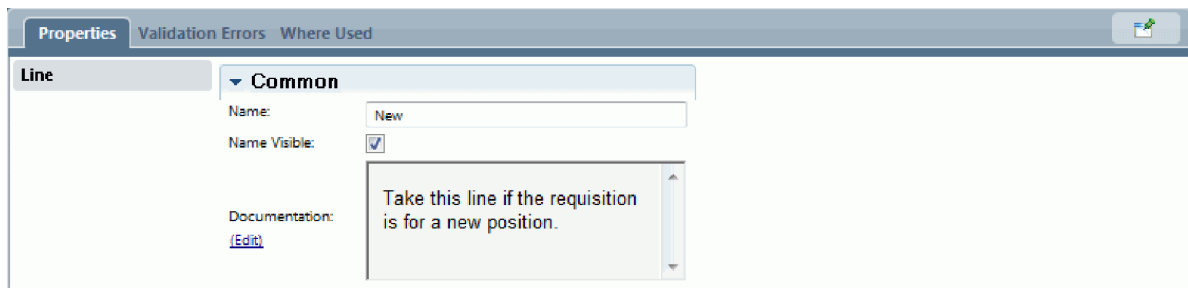 Properties Validation Errors Where Used
Line
Common
Name: New
Name Visible:
Take this line if the requisition
is for a new position.
Documentation:
(Edit)